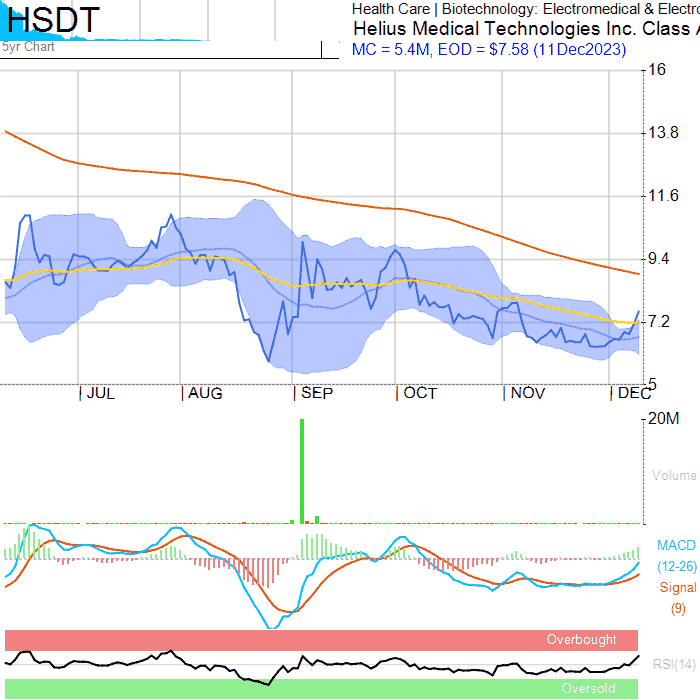 HSDT
5yr Chart
Health Care | Biotechnology: Electromedical & Electro
Helius Medical Technologies Inc. Class A
MC = 5.4M, EOD = $7.58 (11Dec2023)
16
13.8
11.6
9.4
7.2
5
| JUL | AUG | SEP | OCT | NOV | DEC
20M
Volume
MACD
(12-26)
Signal
(9)
Overbought
RSI(14)
Oversold